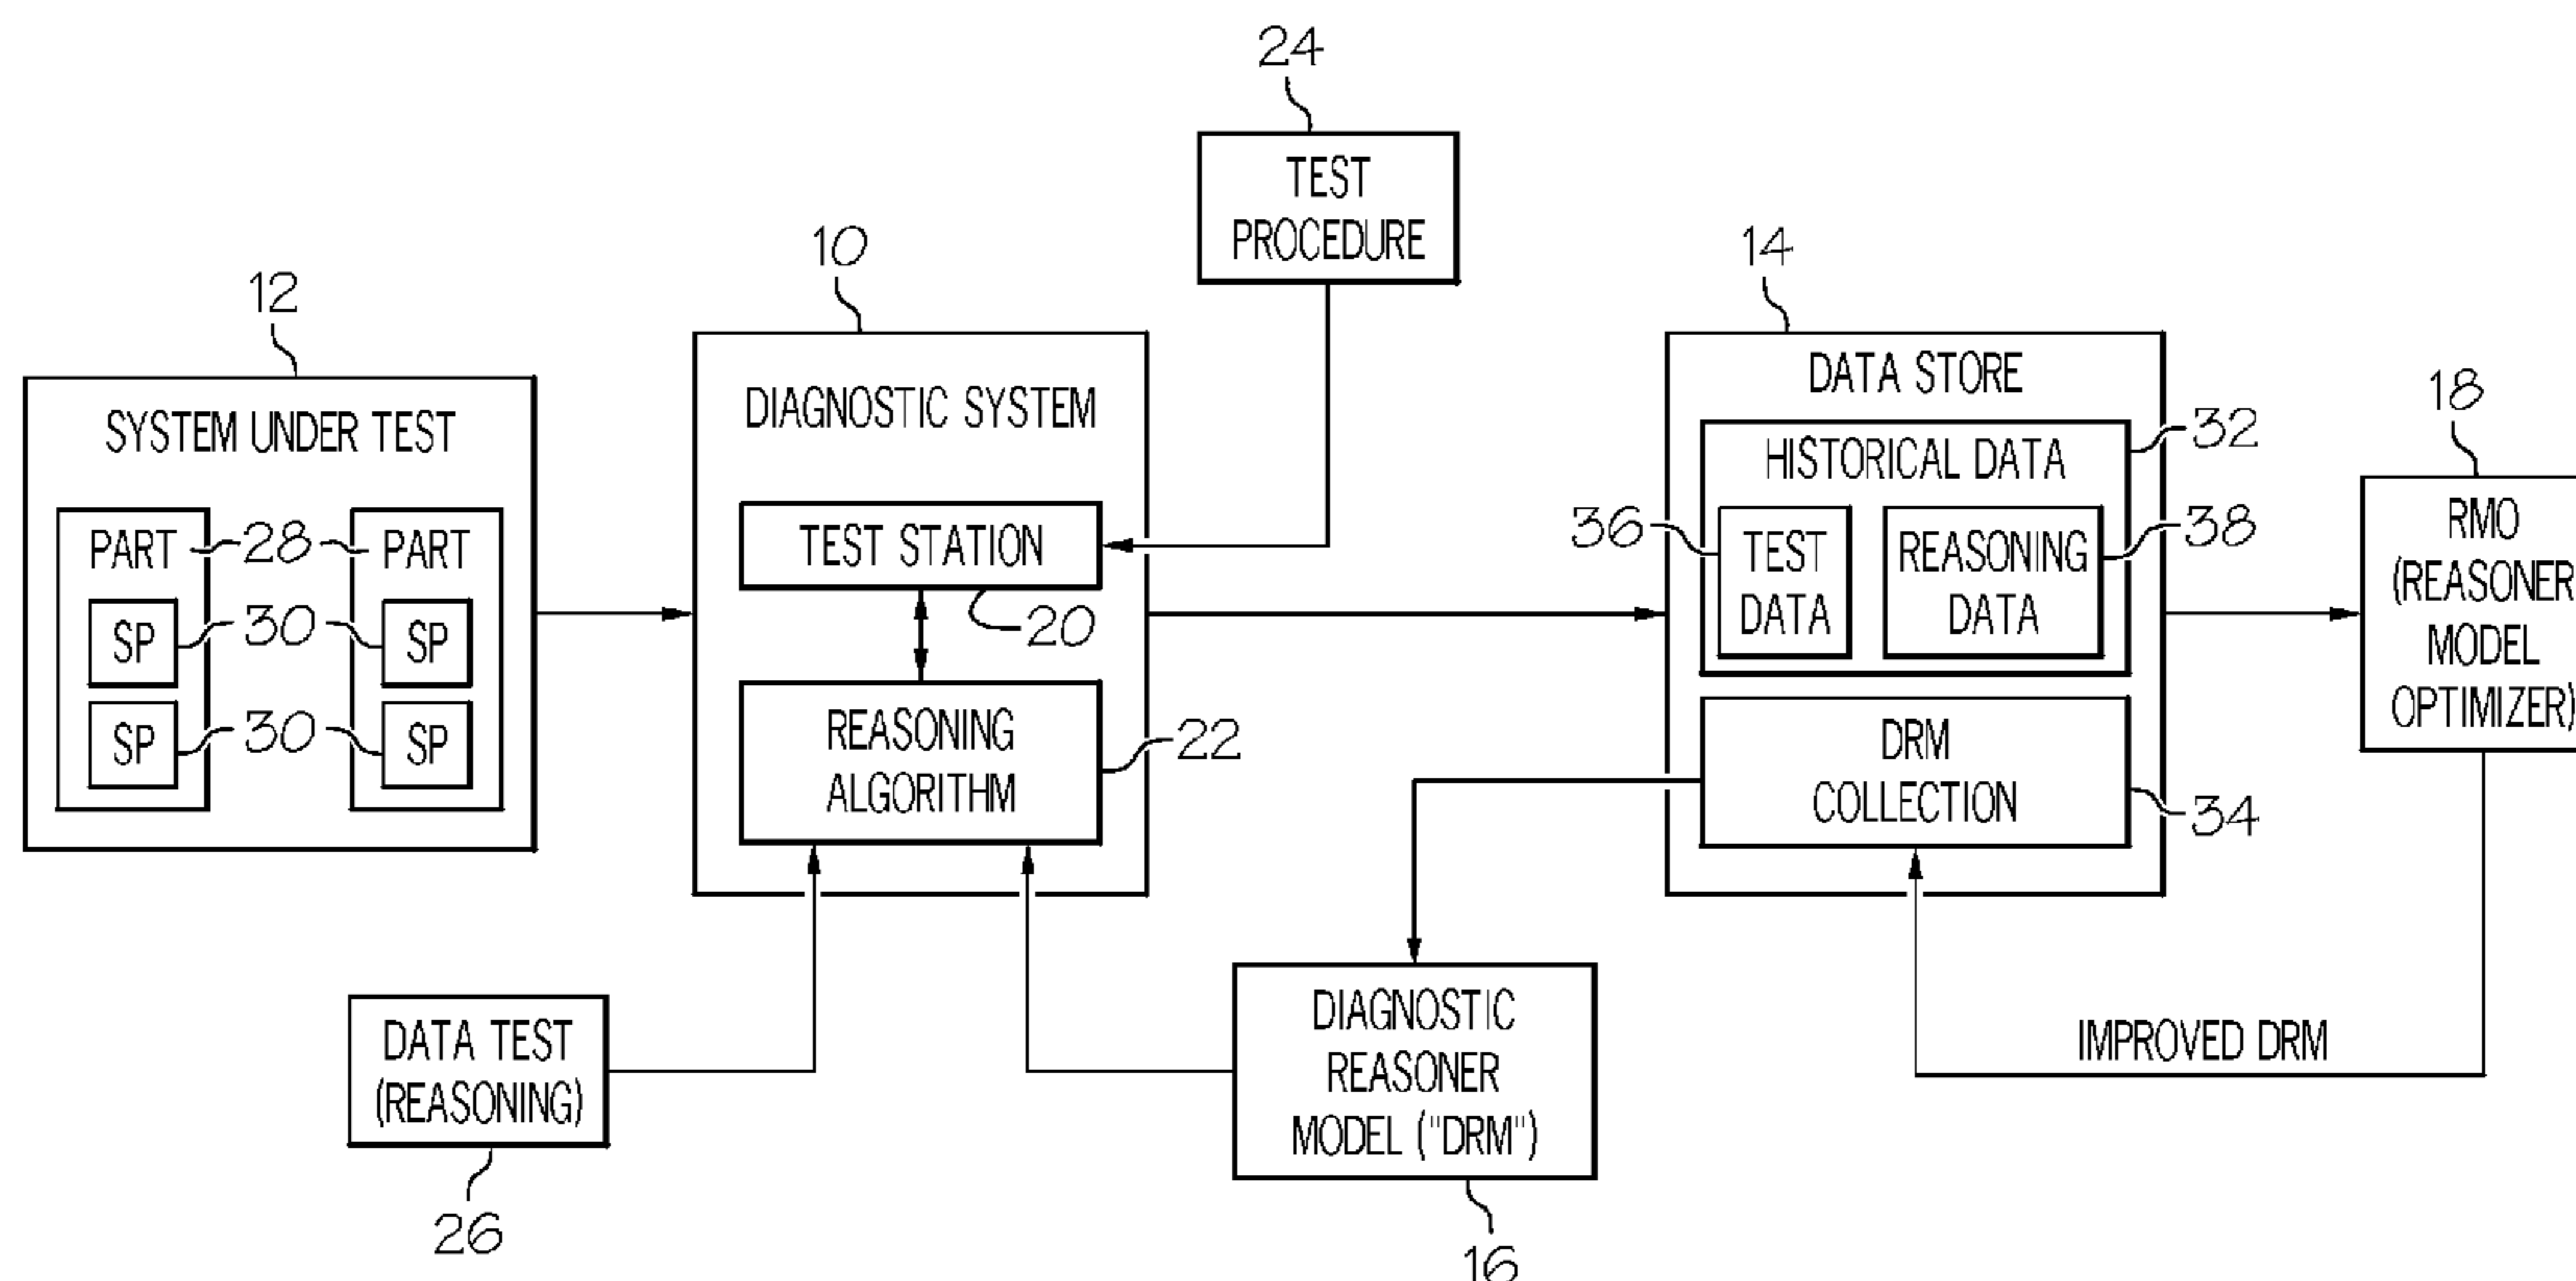 24
TEST
PROCEDURE
10
14
12
DATA STORE
18
SYSTEM UNDER TEST
DIAGNOSTIC SYSTEM
HISTORICAL DATA
32
PART
28
PART
TEST STATION
20
36
TEST
DATA
REASONING
DATA
38
RMO
(REASONER
MODEL
OPTIMIZER)
SP
30
SP
SP
30
SP
REASONING
ALGORITHM
22
DRM
COLLECTION
34
DATA TEST
(REASONING)
26
DIAGNOSTIC
REASONER
MODEL ("DRM")
16
IMPROVED DRM